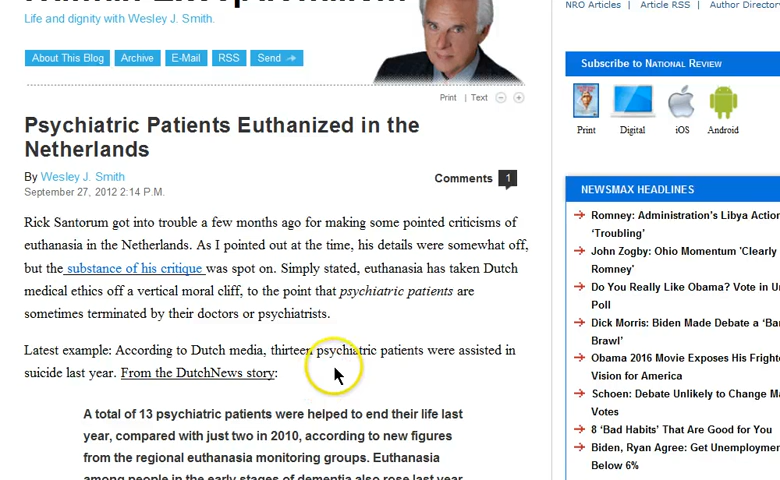 Life and dignity with Wesley J. Smith.
About This Blog
Archive
E-Mail
RSS
Send
Print | Text
Psychiatric Patients Euthanized in the
Netherlands
By Wesley J. Smith
September 27, 2012 2:14 P.M.
Comments 1
Rick Santorum got into trouble a few months ago for making some pointed criticisms of
euthanasia in the Netherlands. As I pointed out at the time, his details were somewhat off,
but the substance of his critique was spot on. Simply stated, euthanasia has taken Dutch
medical ethics off a vertical moral cliff, to the point that psychiatric patients are
sometimes terminated by their doctors or psychiatrists.
Latest example: According to Dutch media, thirteen psychiatric patients were assisted in
suicide last year. From the DutchNews story:
A total of 13 psychiatric patients were helped to end their life last
year, compared with just two in 2010, according to new figures
from the regional euthanasia monitoring groups. Euthanasia
among people in the early stages of dementia also rose last year
NRO Articles | Article RSS | Author Directory
Subscribe to National Review
Print
Digital
iOS
Android
NEWSMAX HEADLINES
Romney: Administration's Libya Action
'Troubling'
John Zogby: Ohio Momentum 'Clearly
Romney'
Do You Really Like Obama? Vote in
Poll
Dick Morris: Biden Made Debate a 'Ba
Brawl'
Obama 2016 Movie Exposes His Fright
Vision for America
Schoen: Debate Unlikely to Change
Votes
8 'Bad Habits' That Are Good for You
Biden, Ryan Agree: Get Unemployme
Below 6%